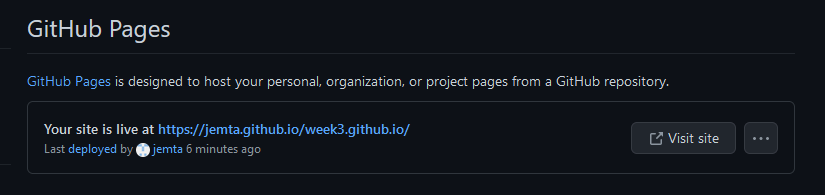 GitHub Pages
GitHub Pages is designed to host your personal, organization, or project pages from a GitHub repository.
Your site is live at https://jemta.github.io/week3.github.io/
Last deployed by jemta 6 minutes ago
Visit site